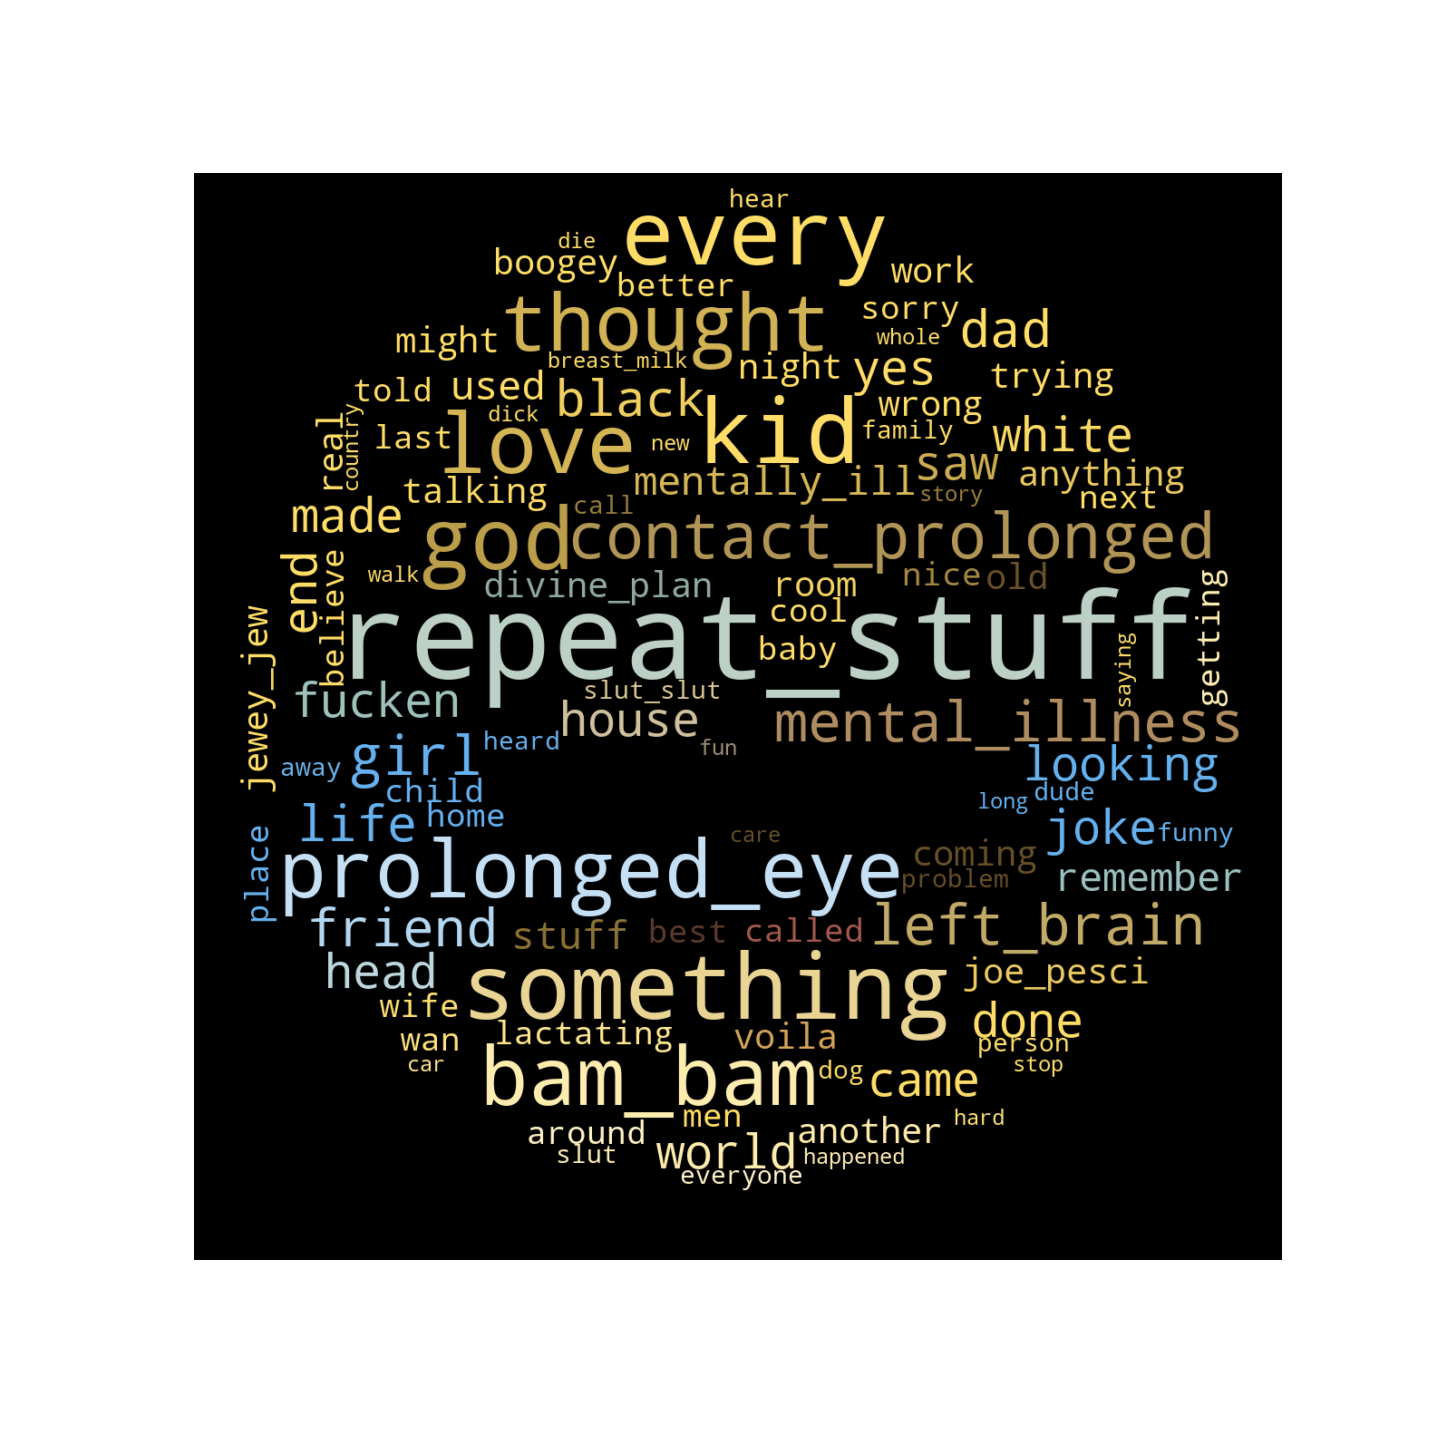 hear
every
die
boogey
work
better
thought
sorry
whole
dad
might
breast_milk
night
yes
trying
told
used
black
wrong
dick
love
kid
real
country
last
new
family
white
saw
anything
talking
mentally_ill
story
next
made
call
god
contact_prolonged
end
believe
walk
divine_plan
room
nice
old
cool
repeat_stuff
baby
saying
getting
jewey_jew
fucken
slut_slut
house
mental_illness
fun
girl
heard
away
looking
child
long
dude
life
home
joke
funny
place
care
prolonged_eye
coming
problem
remember
friend
stuff
best
called
left_brain
head
something
joe_pesci
wife
done
wan
lactating
voila
person
car
bam_bam
dog
came
stop
men
hard
around
another
slut
world
happened
everyone